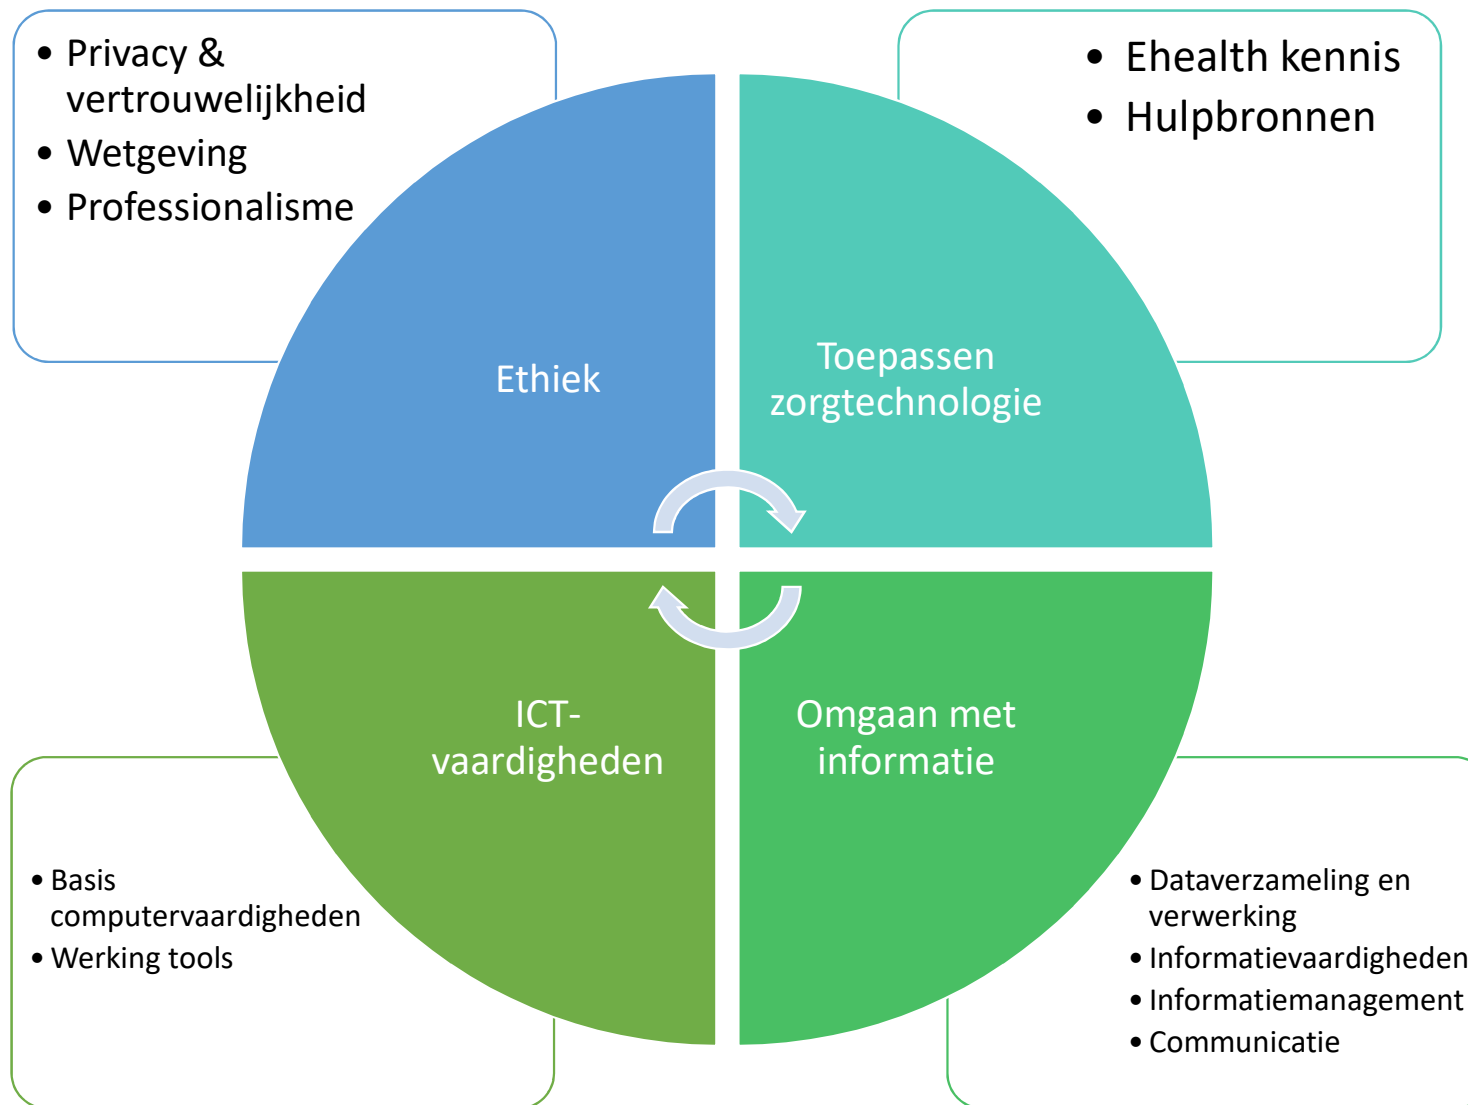 • Privacy &
vertrouwelijkheid
• Wetgeving
• Professionalisme
• Ehealth kennis
• Hulpbronnen
Ethiek
Toepassen
zorgtechnologie
ICT-
vaardigheden
Omgaan met
informatie
• Basis
computervaardigheden
• Werking tools
• Dataverzameling en
verwerking
• Informatievaardigheden
• Informatiemanagement
• Communicatie